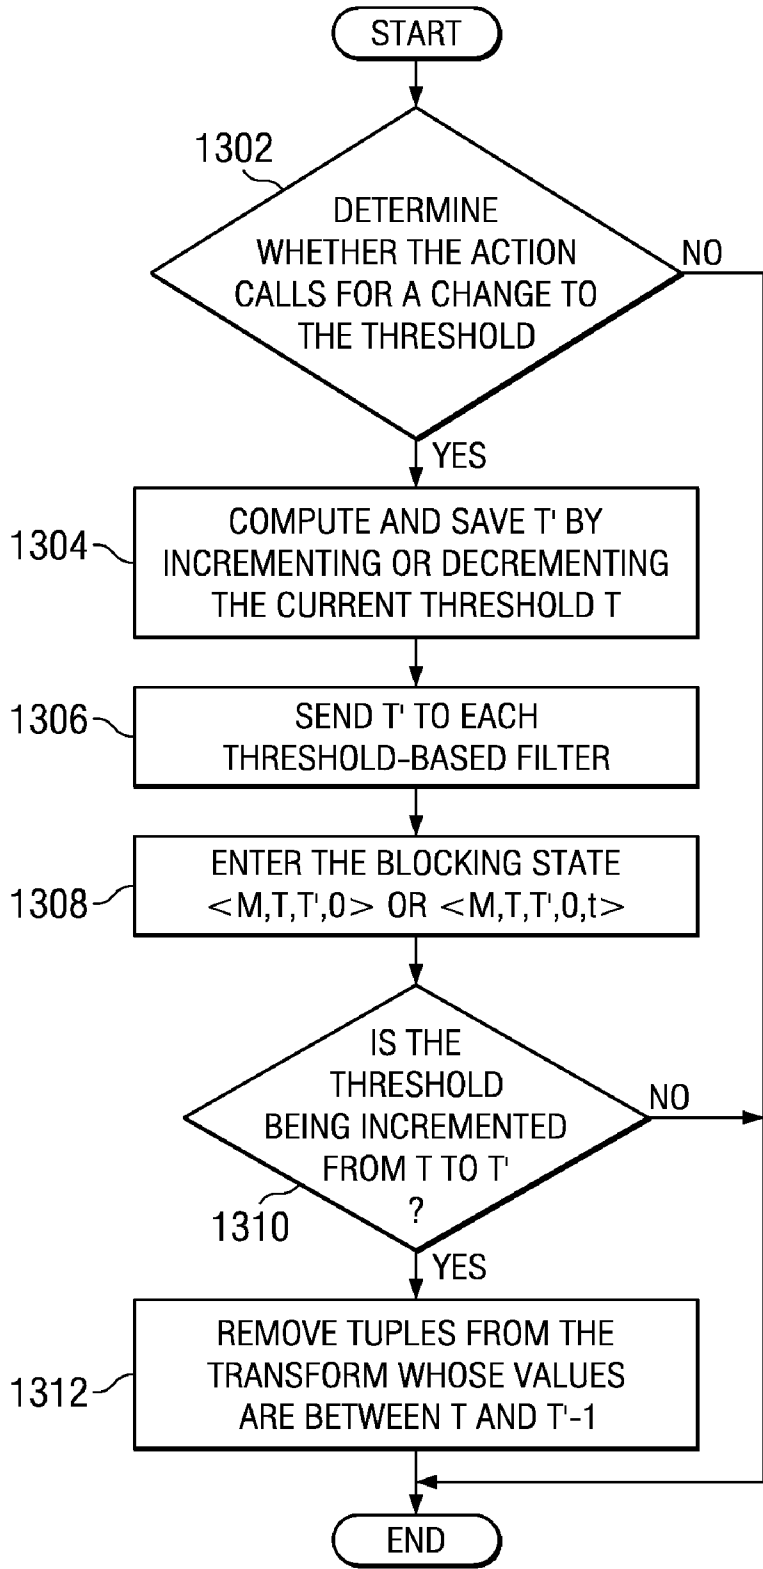 START
1302
DETERMINE
WHETHER THE ACTION
CALLS FOR A CHANGE TO
THE THRESHOLD
NO
YES
1304
COMPUTE AND SAVE T' BY
INCREMENTING OR DECREMENTING
THE CURRENT THRESHOLD T
1306
SEND T' TO EACH
THRESHOLD-BASED FILTER
1308
ENTER THE BLOCKING STATE
<M,T,T',0> OR <M,T,T',0,t>
IS THE
THRESHOLD
BEING INCREMENTED
FROM T TO T'
?
NO
1310
YES
1312
REMOVE TUPLES FROM THE
TRANSFORM WHOSE VALUES
ARE BETWEEN T AND T'-1
END